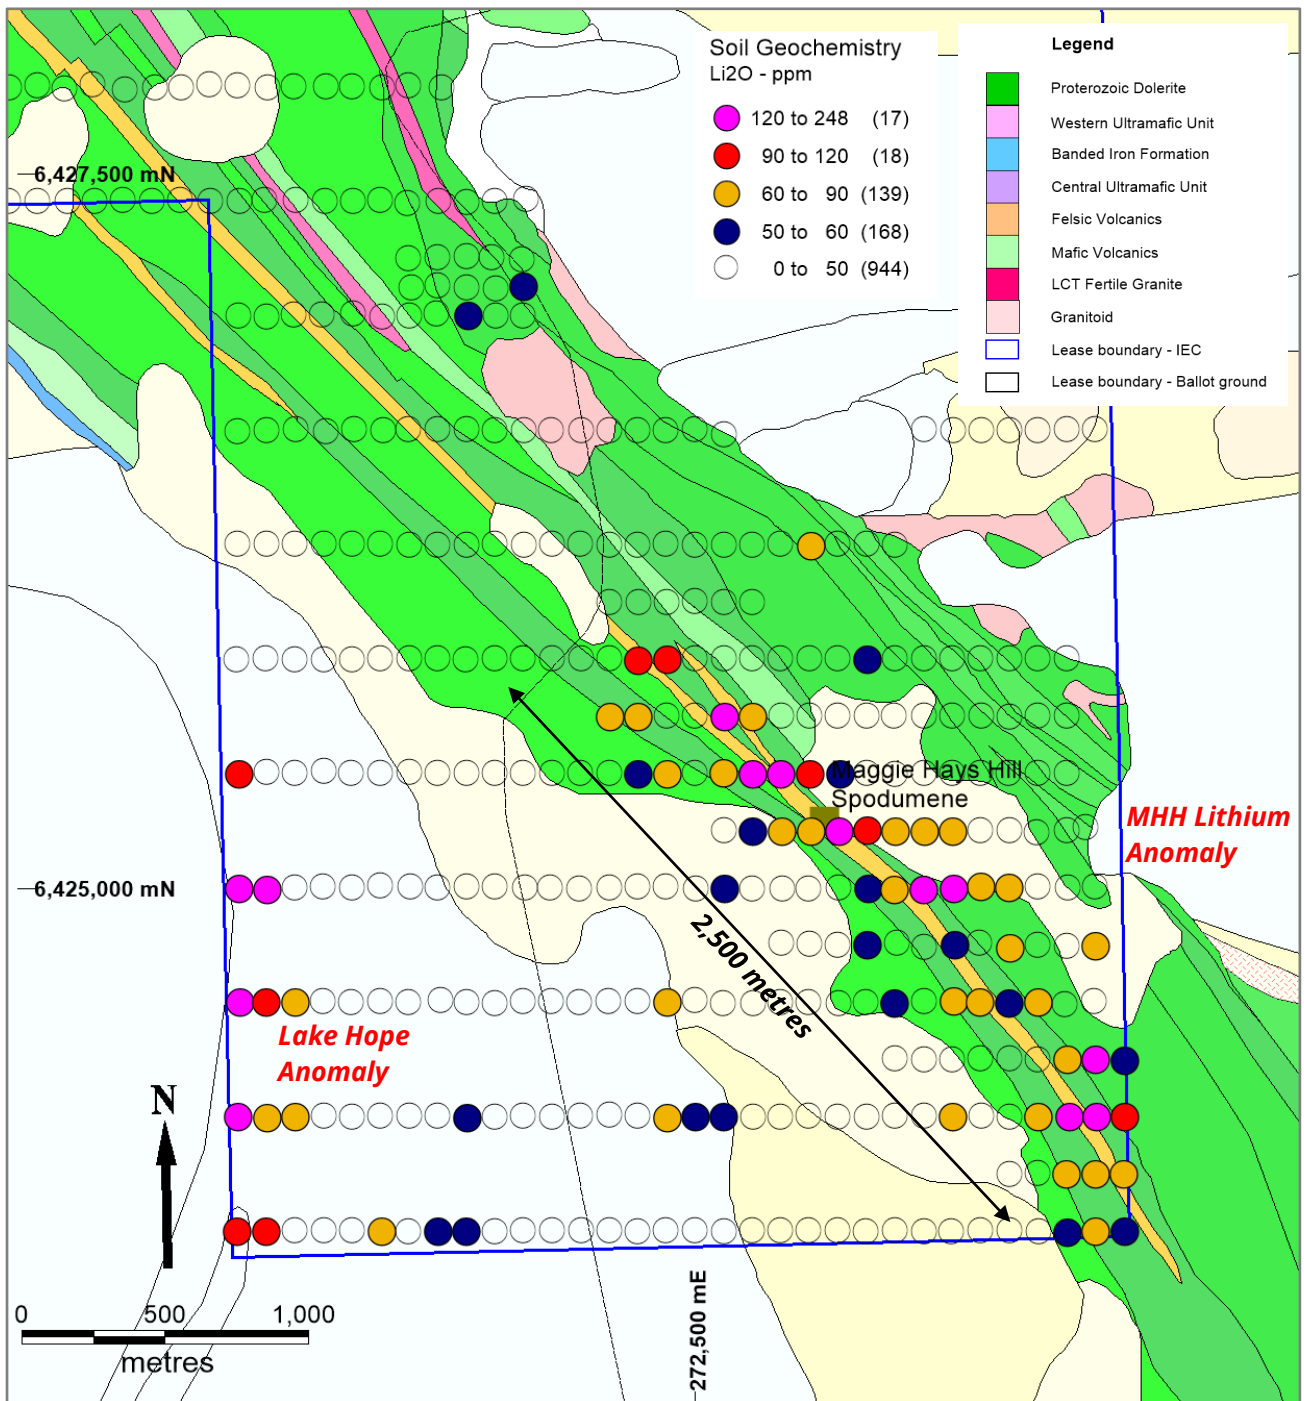 Soil Geochemistry
Li2O - ppm
120 to 248 (17)
90 to 120 (18)
60 to 90 (139)
50 to 60 (168)
0 to 50 (944)
Legend
Proterozoic Dolerite
Western Ultramafic Unit
Banded Iron Formation
Central Ultramafic Unit
Felsic Volcanics
Mafic Volcanics
LCT Fertile Granite
Granitoid
Lease boundary - IEC
Lease boundary - Ballot ground
6,427,500 mN
Maggie Hays Hill
Spodumene
MHH Lithium
Anomaly
6,425,000 mN
2,500 metres
Lake Hope
Anomaly
N
272,500 mE
0 500 1,000
metres